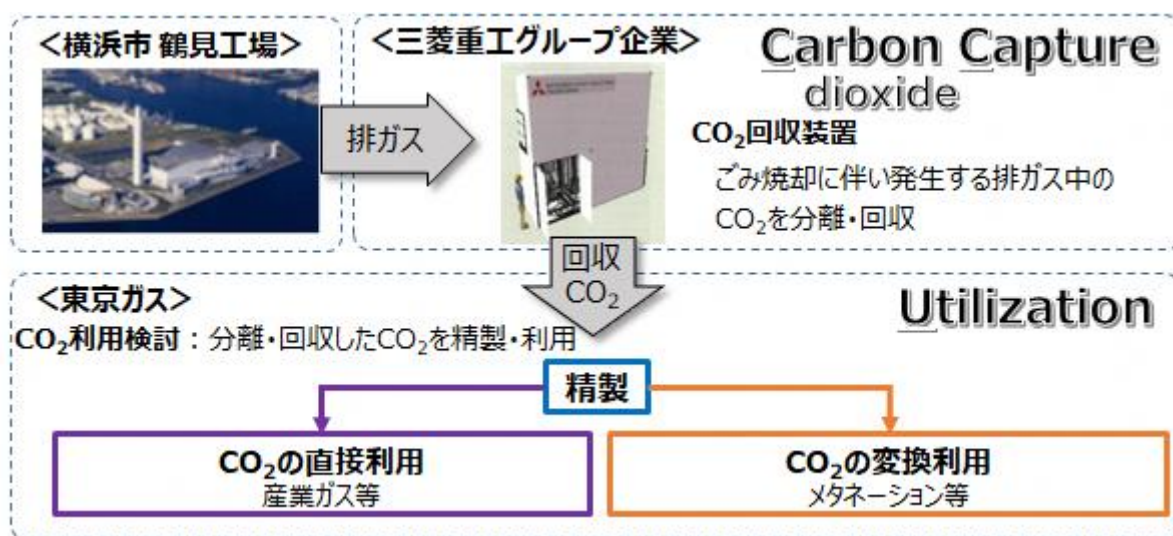 <横浜市 鶴見工場>
<三菱重工グループ企業>
Carbon Capture
dioxide
排ガス
CO₂回収装置
ごみ焼却に伴い発生する排ガス中の
CO₂を分離・回収
回収
CO₂
<東京ガス>
Utilization
CO₂利用検討：分離・回収したCO₂を精製・利用
精製
CO₂の直接利用
産業ガス等
CO₂の変換利用
メタネーション等